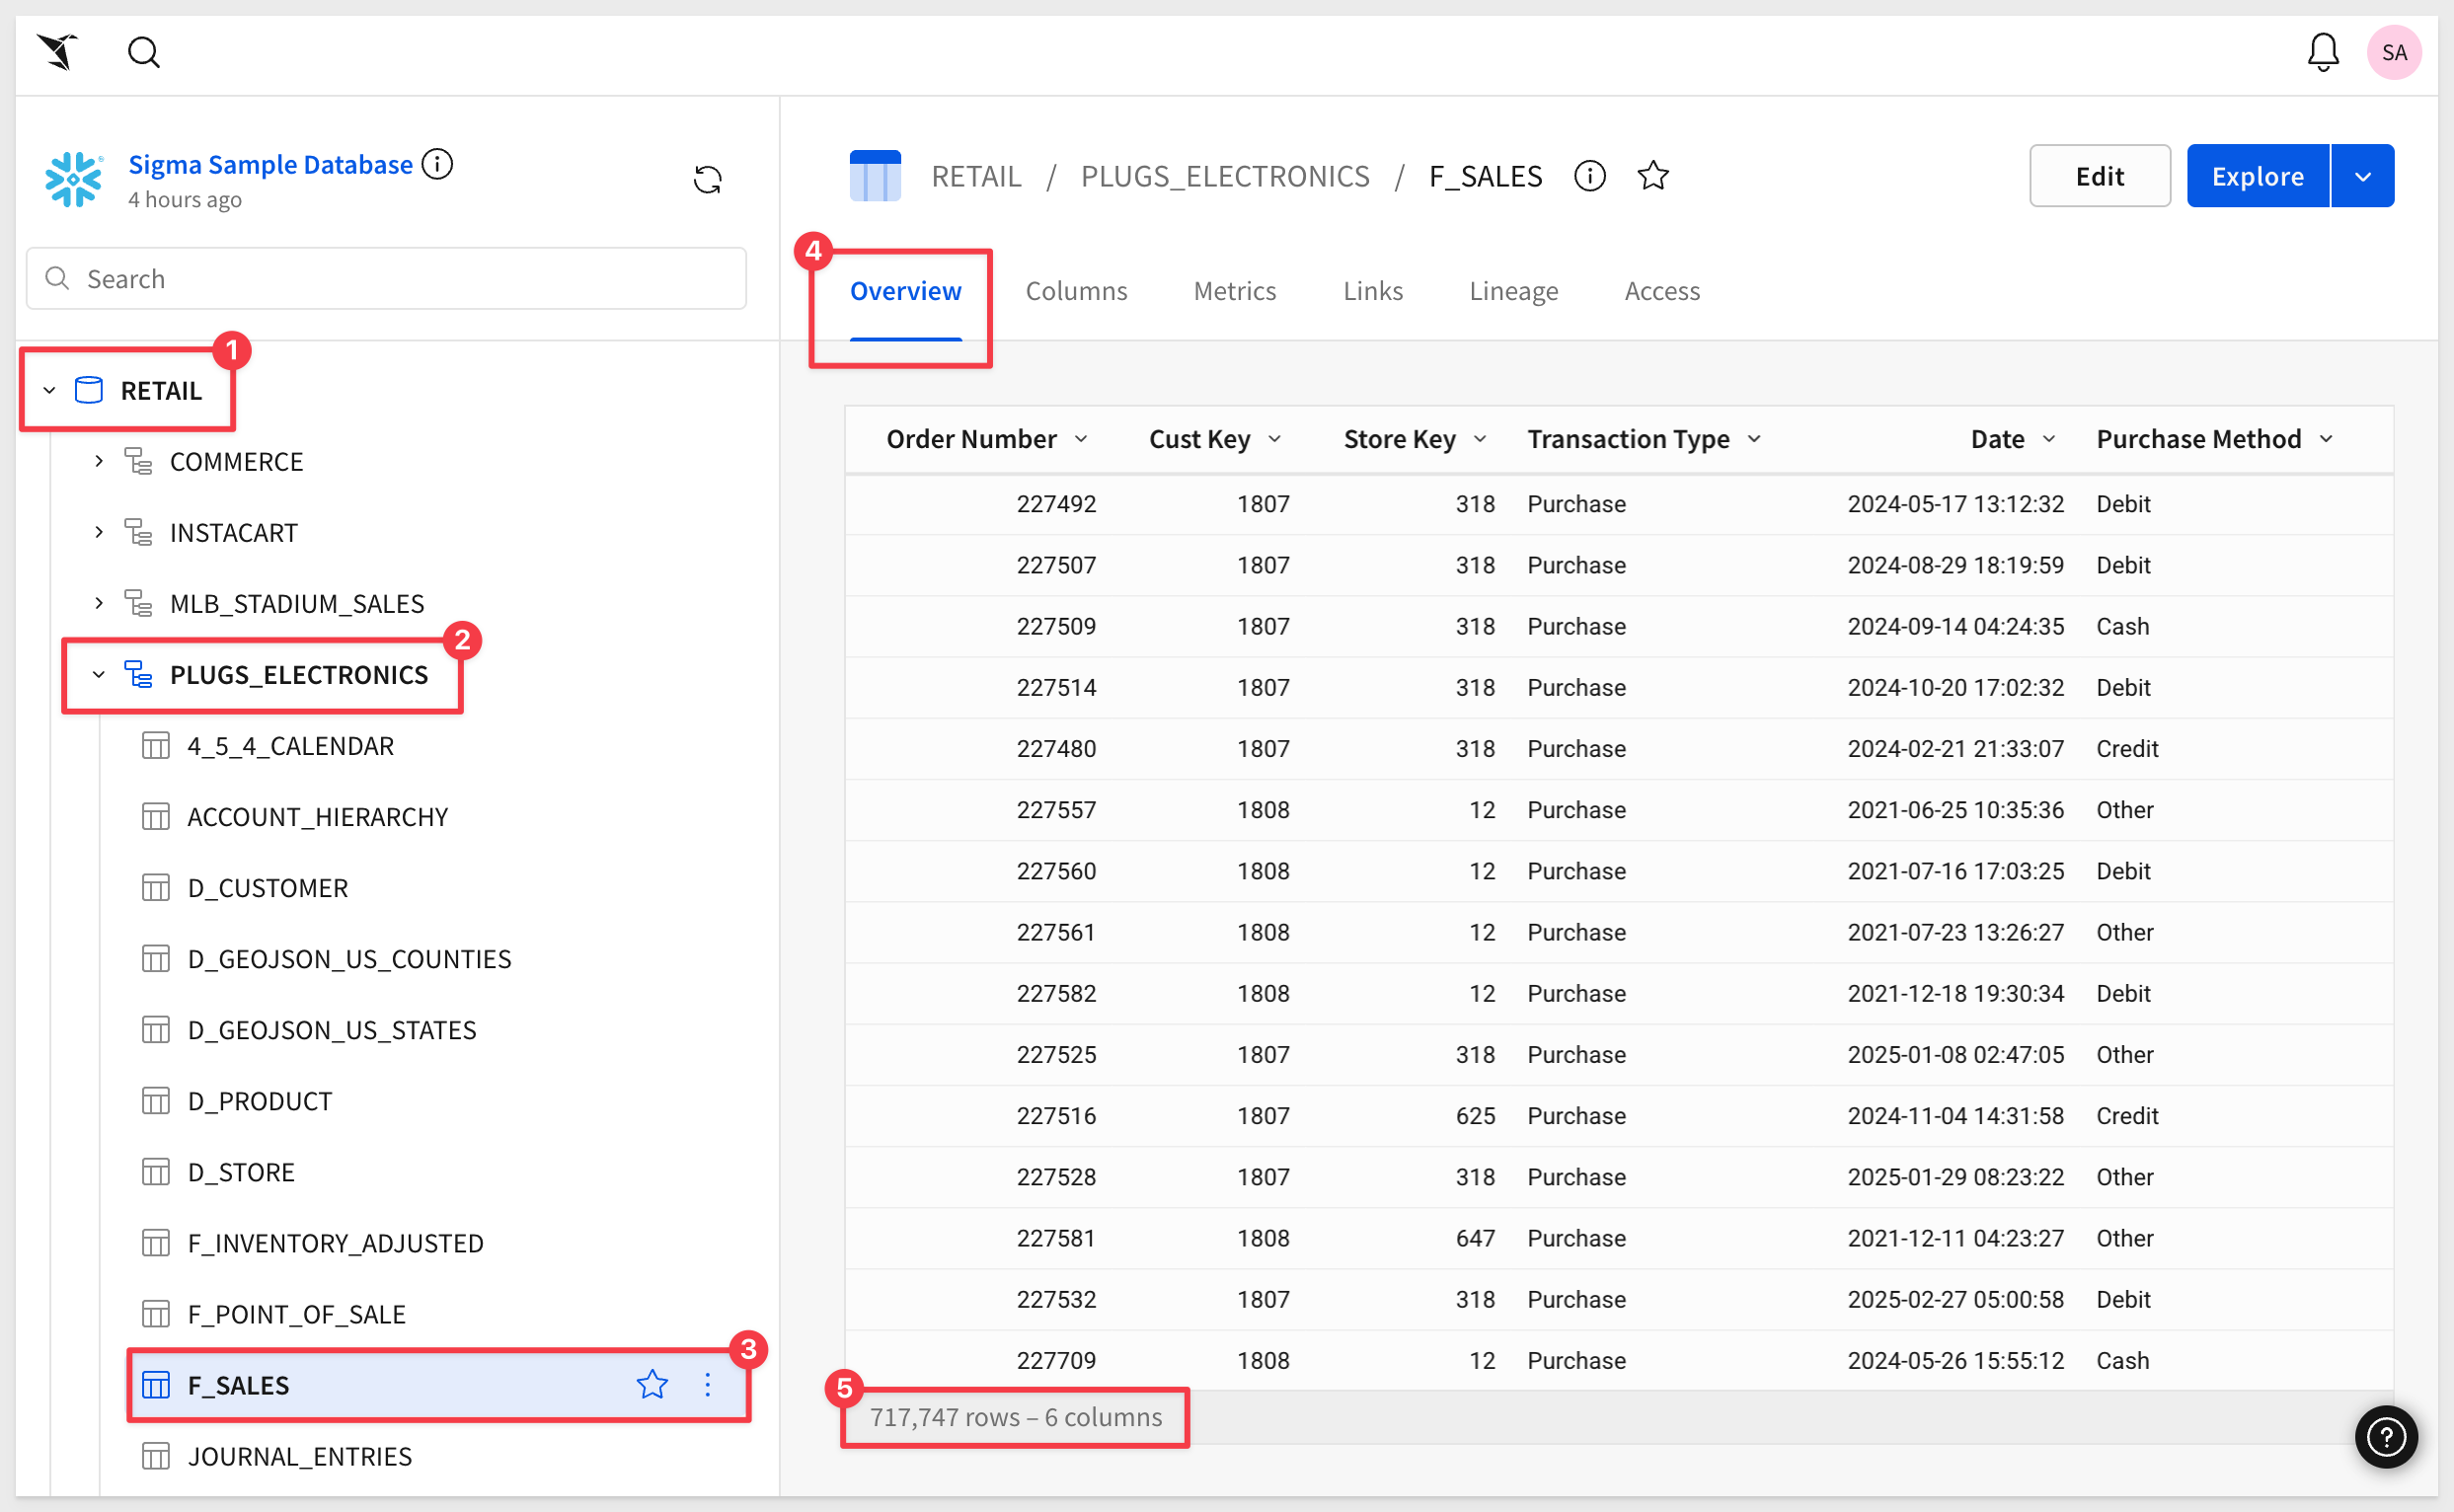 SA
Sigma Sample Database
4 hours ago
Search
1
RETAIL
COMMERCE
INSTACART
MLB_STADIUM_SALES
2
PLUGS_ELECTRONICS
4_5_4_CALENDAR
ACCOUNT_HIERARCHY
D_CUSTOMER
D_GEOJSON_US_COUNTIES
D_GEOJSON_US_STATES
D_PRODUCT
D_STORE
F_INVENTORY_ADJUSTED
F_POINT_OF_SALE
3
F_SALES
JOURNAL_ENTRIES
RETAIL / PLUGS_ELECTRONICS / F_SALES
Edit Explore
4
Overview Columns Metrics Links Lineage Access
Order Number Cust Key Store Key Transaction Type Date Purchase Method
227492 1807 318 Purchase 2024-05-17 13:12:32 Debit
227507 1807 318 Purchase 2024-08-29 18:19:59 Debit
227509 1807 318 Purchase 2024-09-14 04:24:35 Cash
227514 1807 318 Purchase 2024-10-20 17:02:32 Debit
227480 1807 318 Purchase 2024-02-21 21:33:07 Credit
227557 1808 12 Purchase 2021-06-25 10:35:36 Other
227560 1808 12 Purchase 2021-07-16 17:03:25 Debit
227561 1808 12 Purchase 2021-07-23 13:26:27 Other
227582 1808 12 Purchase 2021-12-18 19:30:34 Debit
227525 1807 318 Purchase 2025-01-08 02:47:05 Other
227516 1807 625 Purchase 2024-11-04 14:31:58 Credit
227528 1807 318 Purchase 2025-01-29 08:23:22 Other
227581 1808 647 Purchase 2021-12-11 04:23:27 Other
227532 1807 318 Purchase 2025-02-27 05:00:58 Debit
227709 1808 12 Purchase 2024-05-26 15:55:12 Cash
5
717,747 rows – 6 columns
?